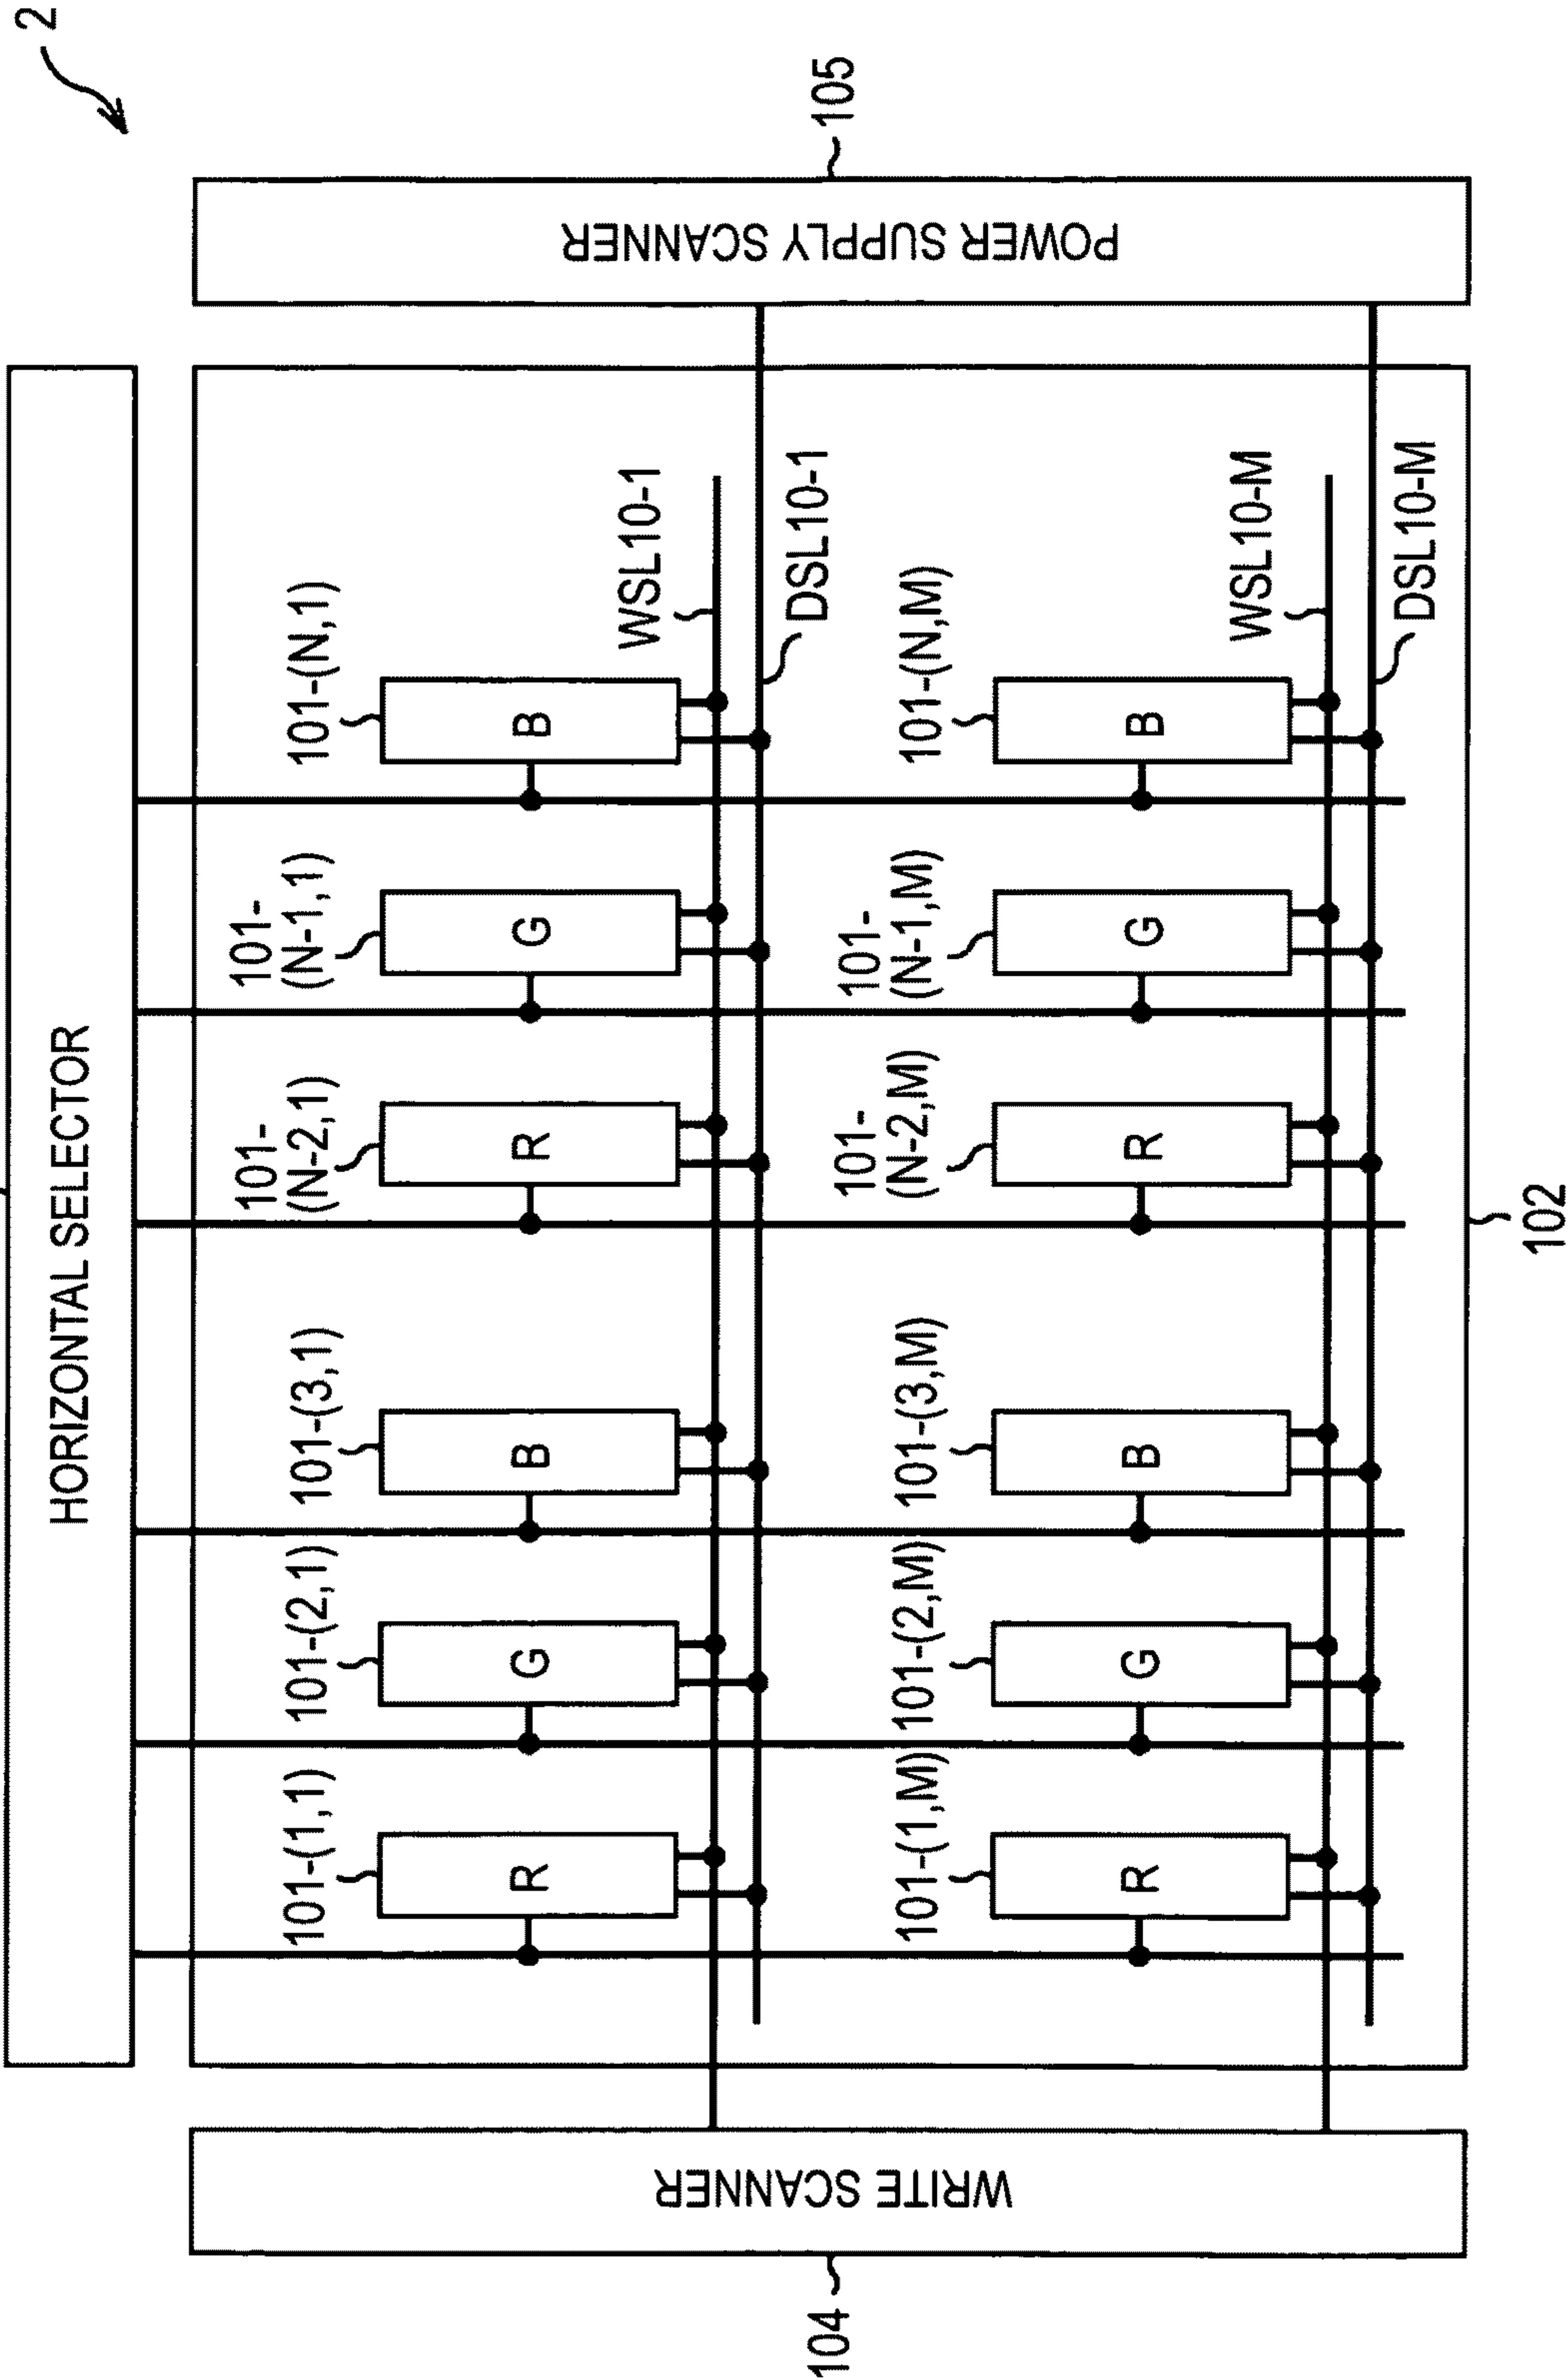 2
HORIZONTAL SELECTOR
105
POWER SUPPLY SCANNER
WRITE SCANNER
104
101-(1,1)
101-(2,1)
101-(3,1)
101-
(N-2,1)
101-
(N-1,1)
101-(N,1)
R
G
B
R
G
B
WSL10-1
DSL10-1
101-(1,M)
101-(2,M)
101-(3,M)
101-
(N-2,M)
101-
(N-1,M)
101-(N,M)
R
G
B
R
G
B
WSL10-M
DSL10-M
102